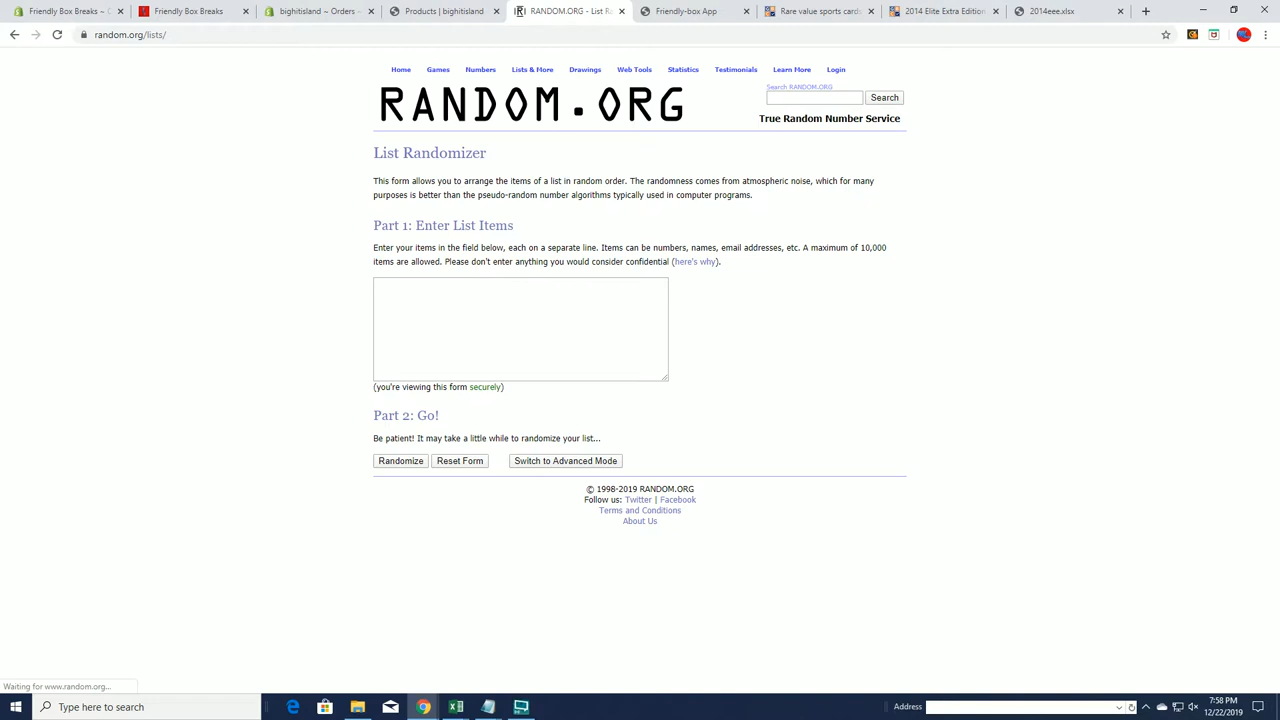 Friendly Box Breaks ~ O
Friendly Box Breaks
bighitisland ~ Orders ~
Products | bighitisland
RANDOM.ORG - List Ra
Friendly-box App
Rare value sports cards
2014 Elite Extra Edition
2014eee.xlsx
random.org/lists/
Home
Games
Numbers
Lists & More
Drawings
Web Tools
Statistics
Testimonials
Learn More
Login
RANDOM.ORG
Search RANDOM.ORG
Search
True Random Number Service
List Randomizer
This form allows you to arrange the items of a list in random order. The randomness comes from atmospheric noise, which for many
purposes is better than the pseudo-random number algorithms typically used in computer programs.
Part 1: Enter List Items
Enter your items in the field below, each on a separate line. Items can be numbers, names, email addresses, etc. A maximum of 10,000
items are allowed. Please don't enter anything you would consider confidential (here's why).
(you're viewing this form securely)
Part 2: Go!
Be patient! It may take a little while to randomize your list...
Randomize
Reset Form
Switch to Advanced Mode
© 1998-2019 RANDOM.ORG
Follow us: Twitter | Facebook
Terms and Conditions
About Us
Waiting for www.random.org...
Type here to search
Address
7:58 PM
12/22/2019